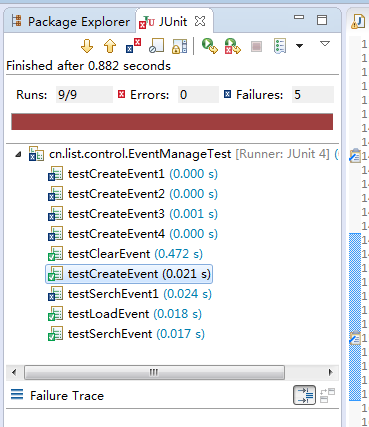 Package Explorer JUnit
Finished after 0.882 seconds
Runs: 9/9 Errors: 0 Failures: 5
cn.list.control.EventManageTest [Runner: JUnit 4] (
testCreateEvent1 (0.000 s)
testCreateEvent2 (0.000 s)
testCreateEvent3 (0.001 s)
testCreateEvent4 (0.000 s)
testClearEvent (0.472 s)
testCreateEvent (0.021 s)
testSerchEvent1 (0.024 s)
testLoadEvent (0.018 s)
testSerchEvent (0.017 s)
Failure Trace